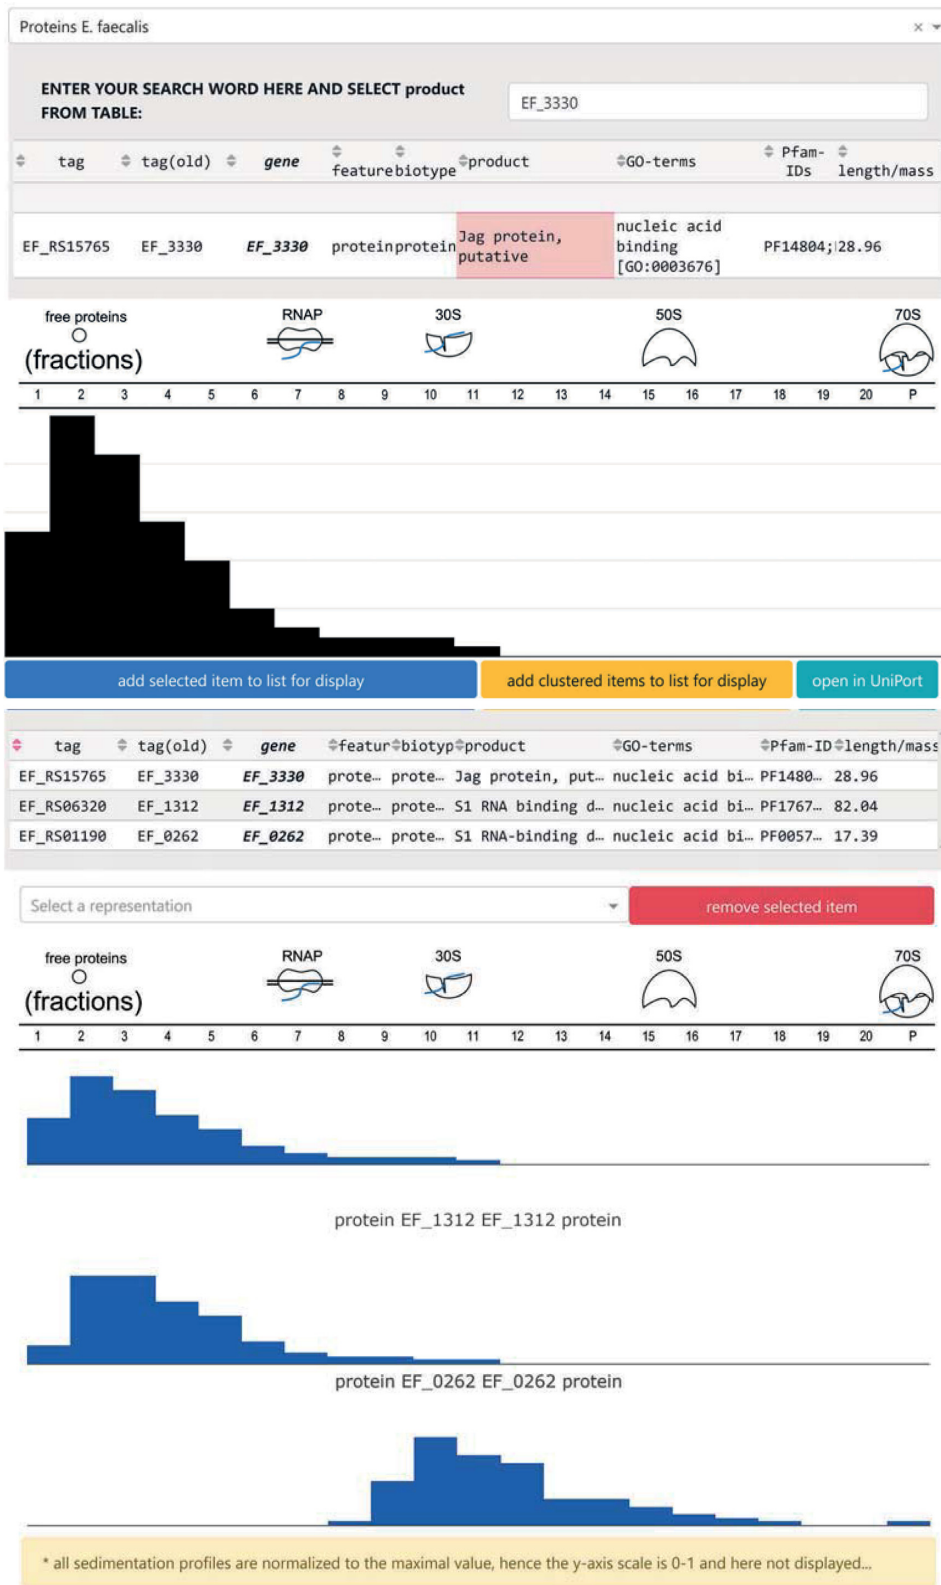 Proteins E. faecalis × 
ENTER YOUR SEARCH WORD HERE AND SELECT product
FROM TABLE:
EF_3330
tag tag(old) gene feature biotype product GO-terms Pfam-IDs length/mass
EF_RS15765 EF_3330 EF_3330 protein protein Jag protein, putative nucleic acid binding [GO:0003676] PF14804; 28.96
free proteins RNAP 30S 50S 70S
(fractions)
1 2 3 4 5 6 7 8 9 10 11 12 13 14 15 16 17 18 19 20 P
add selected item to list for display add clustered items to list for display open in UniPort
tag tag(old) gene featur biotyp product GO-terms Pfam-ID length/mass
EF_RS15765 EF_3330 EF_3330 prote… prote… Jag protein, put… nucleic acid bi… PF1480… 28.96
EF_RS06320 EF_1312 EF_1312 prote… prote… S1 RNA binding d… nucleic acid bi… PF1767… 82.04
EF_RS01190 EF_0262 EF_0262 prote… prote… S1 RNA-binding d… nucleic acid bi… PF0057… 17.39
Select a representation remove selected item
free proteins RNAP 30S 50S 70S
(fractions)
1 2 3 4 5 6 7 8 9 10 11 12 13 14 15 16 17 18 19 20 P
protein EF_1312 EF_1312 protein
protein EF_0262 EF_0262 protein
* all sedimentation profiles are normalized to the maximal value, hence the y-axis scale is 0-1 and here not displayed...